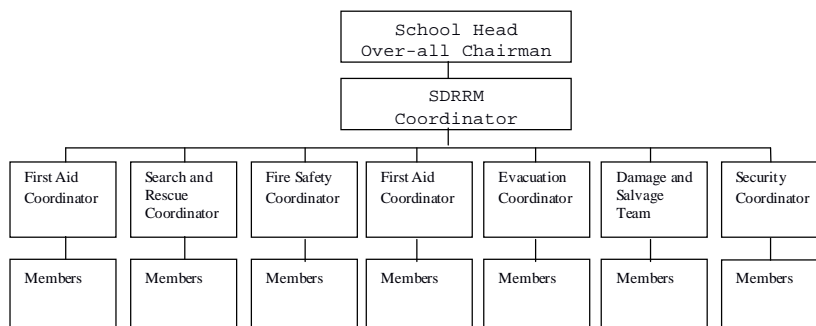 School Head
Over-all Chairman
SDRRM
Coordinator
First Aid
Coordinator
Search and
Rescue
Coordinator
Fire Safety
Coordinator
First Aid
Coordinator
Evacuation
Coordinator
Damage and
Salvage
Team
Security
Coordinator
Members
Members
Members
Members
Members
Members
Members